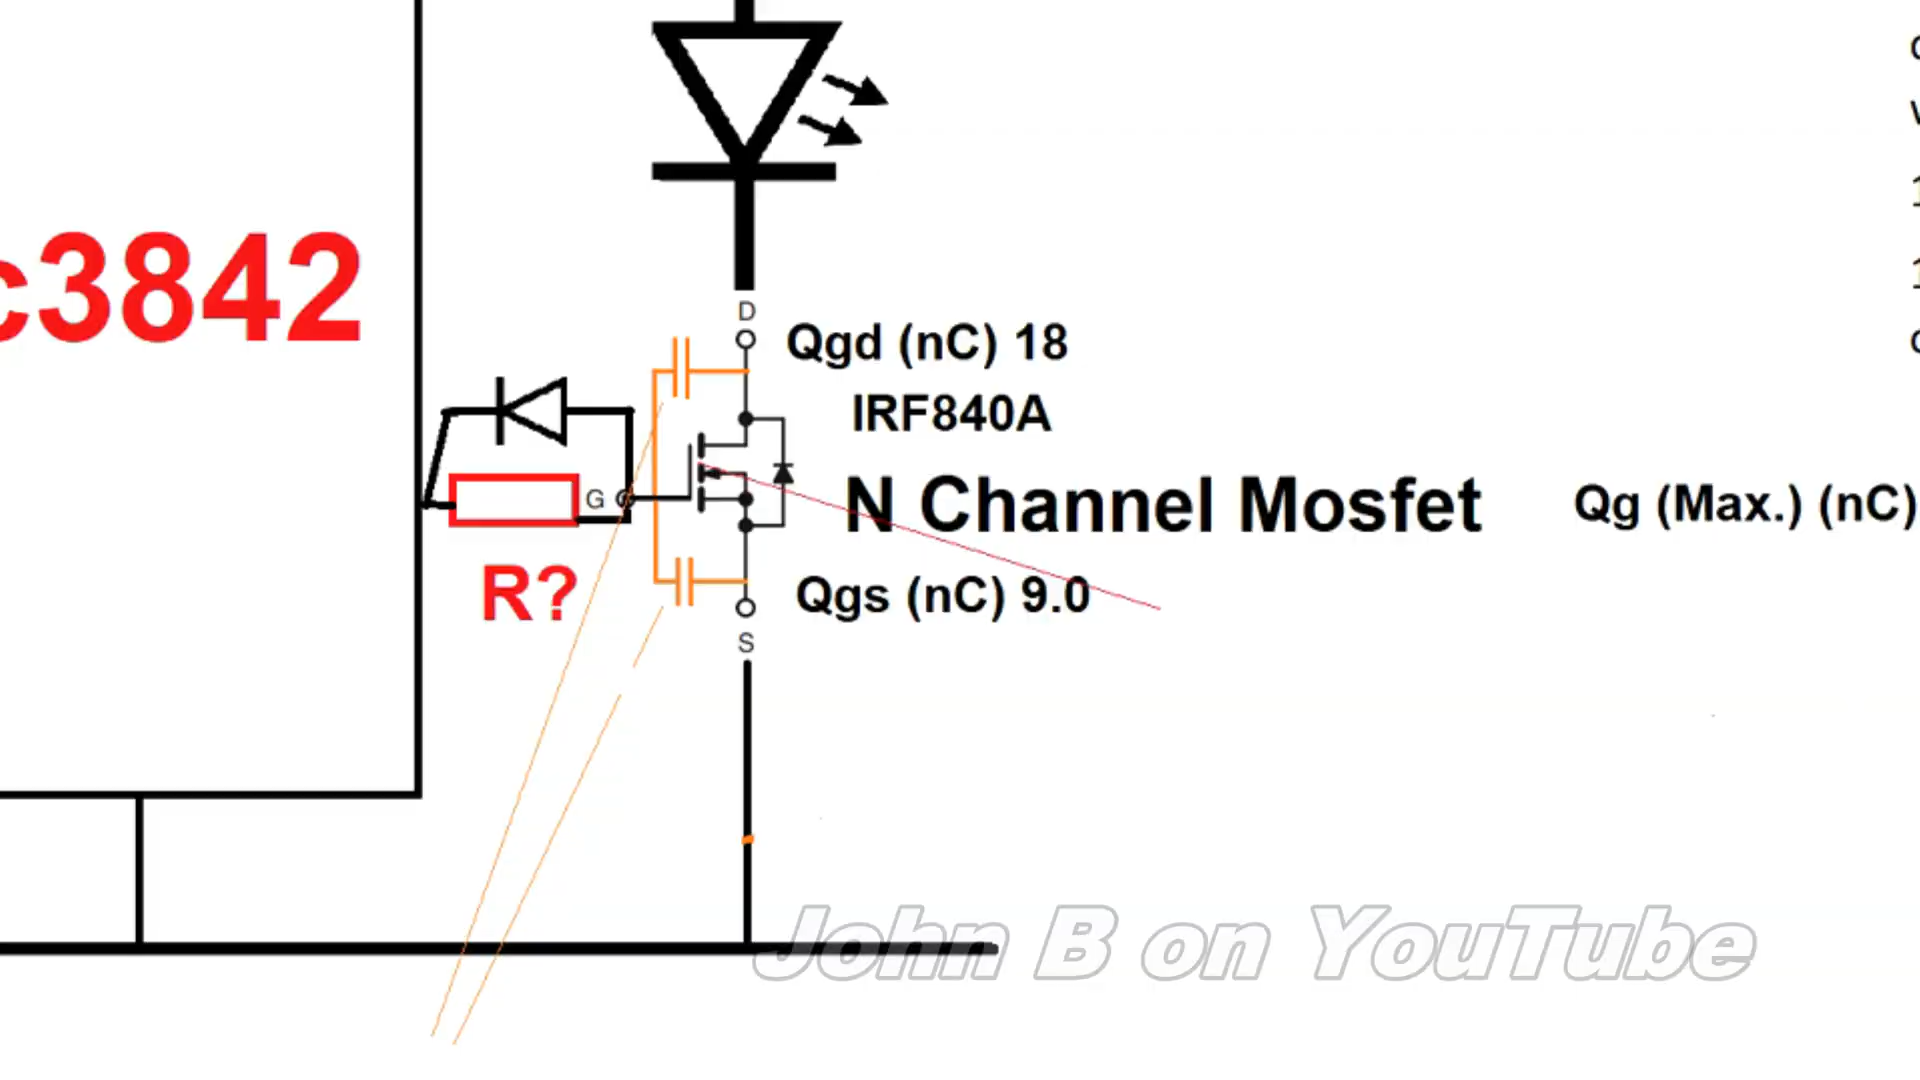 c3842
D
Qgd (nC) 18
IRF840A
G
N Channel Mosfet
Qg (Max.) (nC)
R?
Qgs (nC) 9.0
S
John B on YouTube